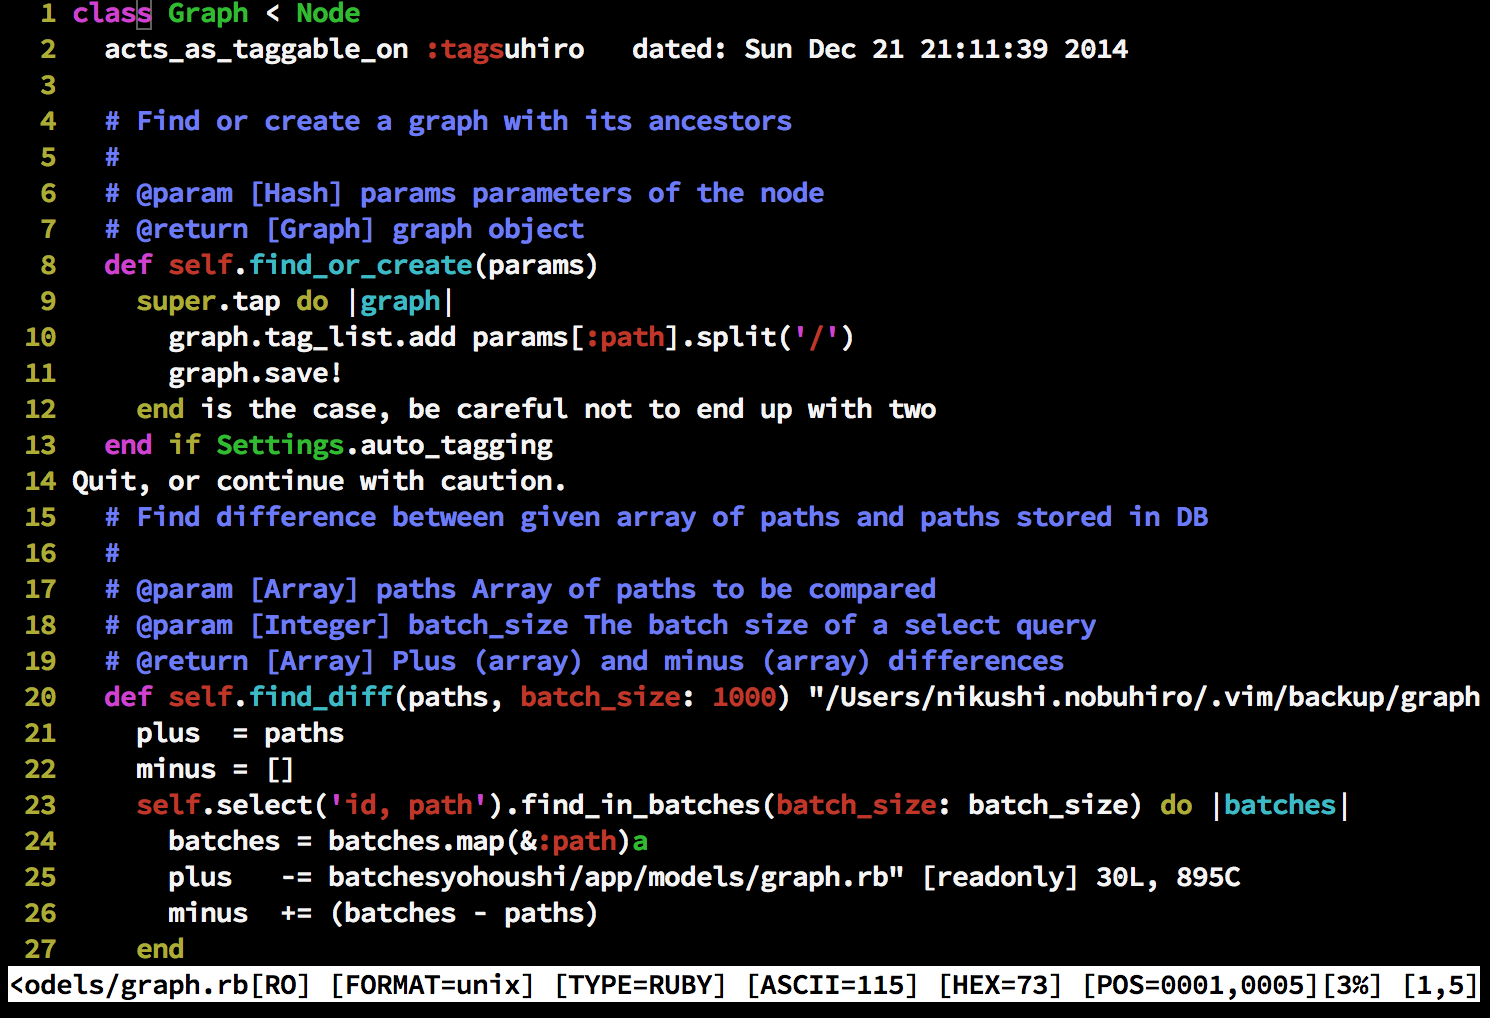 1 class Graph < Node
2   acts_as_taggable_on :tagsuhiro   dated: Sun Dec 21 21:11:39 2014
3
4   # Find or create a graph with its ancestors
5   #
6   # @param [Hash] params parameters of the node
7   # @return [Graph] graph object
8   def self.find_or_create(params)
9     super.tap do |graph|
10       graph.tag_list.add params[:path].split('/')
11       graph.save!
12     end is the case, be careful not to end up with two
13   end if Settings.auto_tagging
14 Quit, or continue with caution.
15   # Find difference between given array of paths and paths stored in DB
16   #
17   # @param [Array] paths Array of paths to be compared
18   # @param [Integer] batch_size The batch size of a select query
19   # @return [Array] Plus (array) and minus (array) differences
20   def self.find_diff(paths, batch_size: 1000) "/Users/nikushi.nobuhiro/.vim/backup/graph
21     plus  = paths
22     minus = []
23     self.select('id, path').find_in_batches(batch_size: batch_size) do |batches|
24       batches = batches.map(&:path)a
25       plus   -= batchesyohoushi/app/models/graph.rb" [readonly] 30L, 895C
26       minus  += (batches - paths)
27     end
<odels/graph.rb[RO] [FORMAT=unix] [TYPE=RUBY] [ASCII=115] [HEX=73] [POS=0001,0005][3%] [1,5]